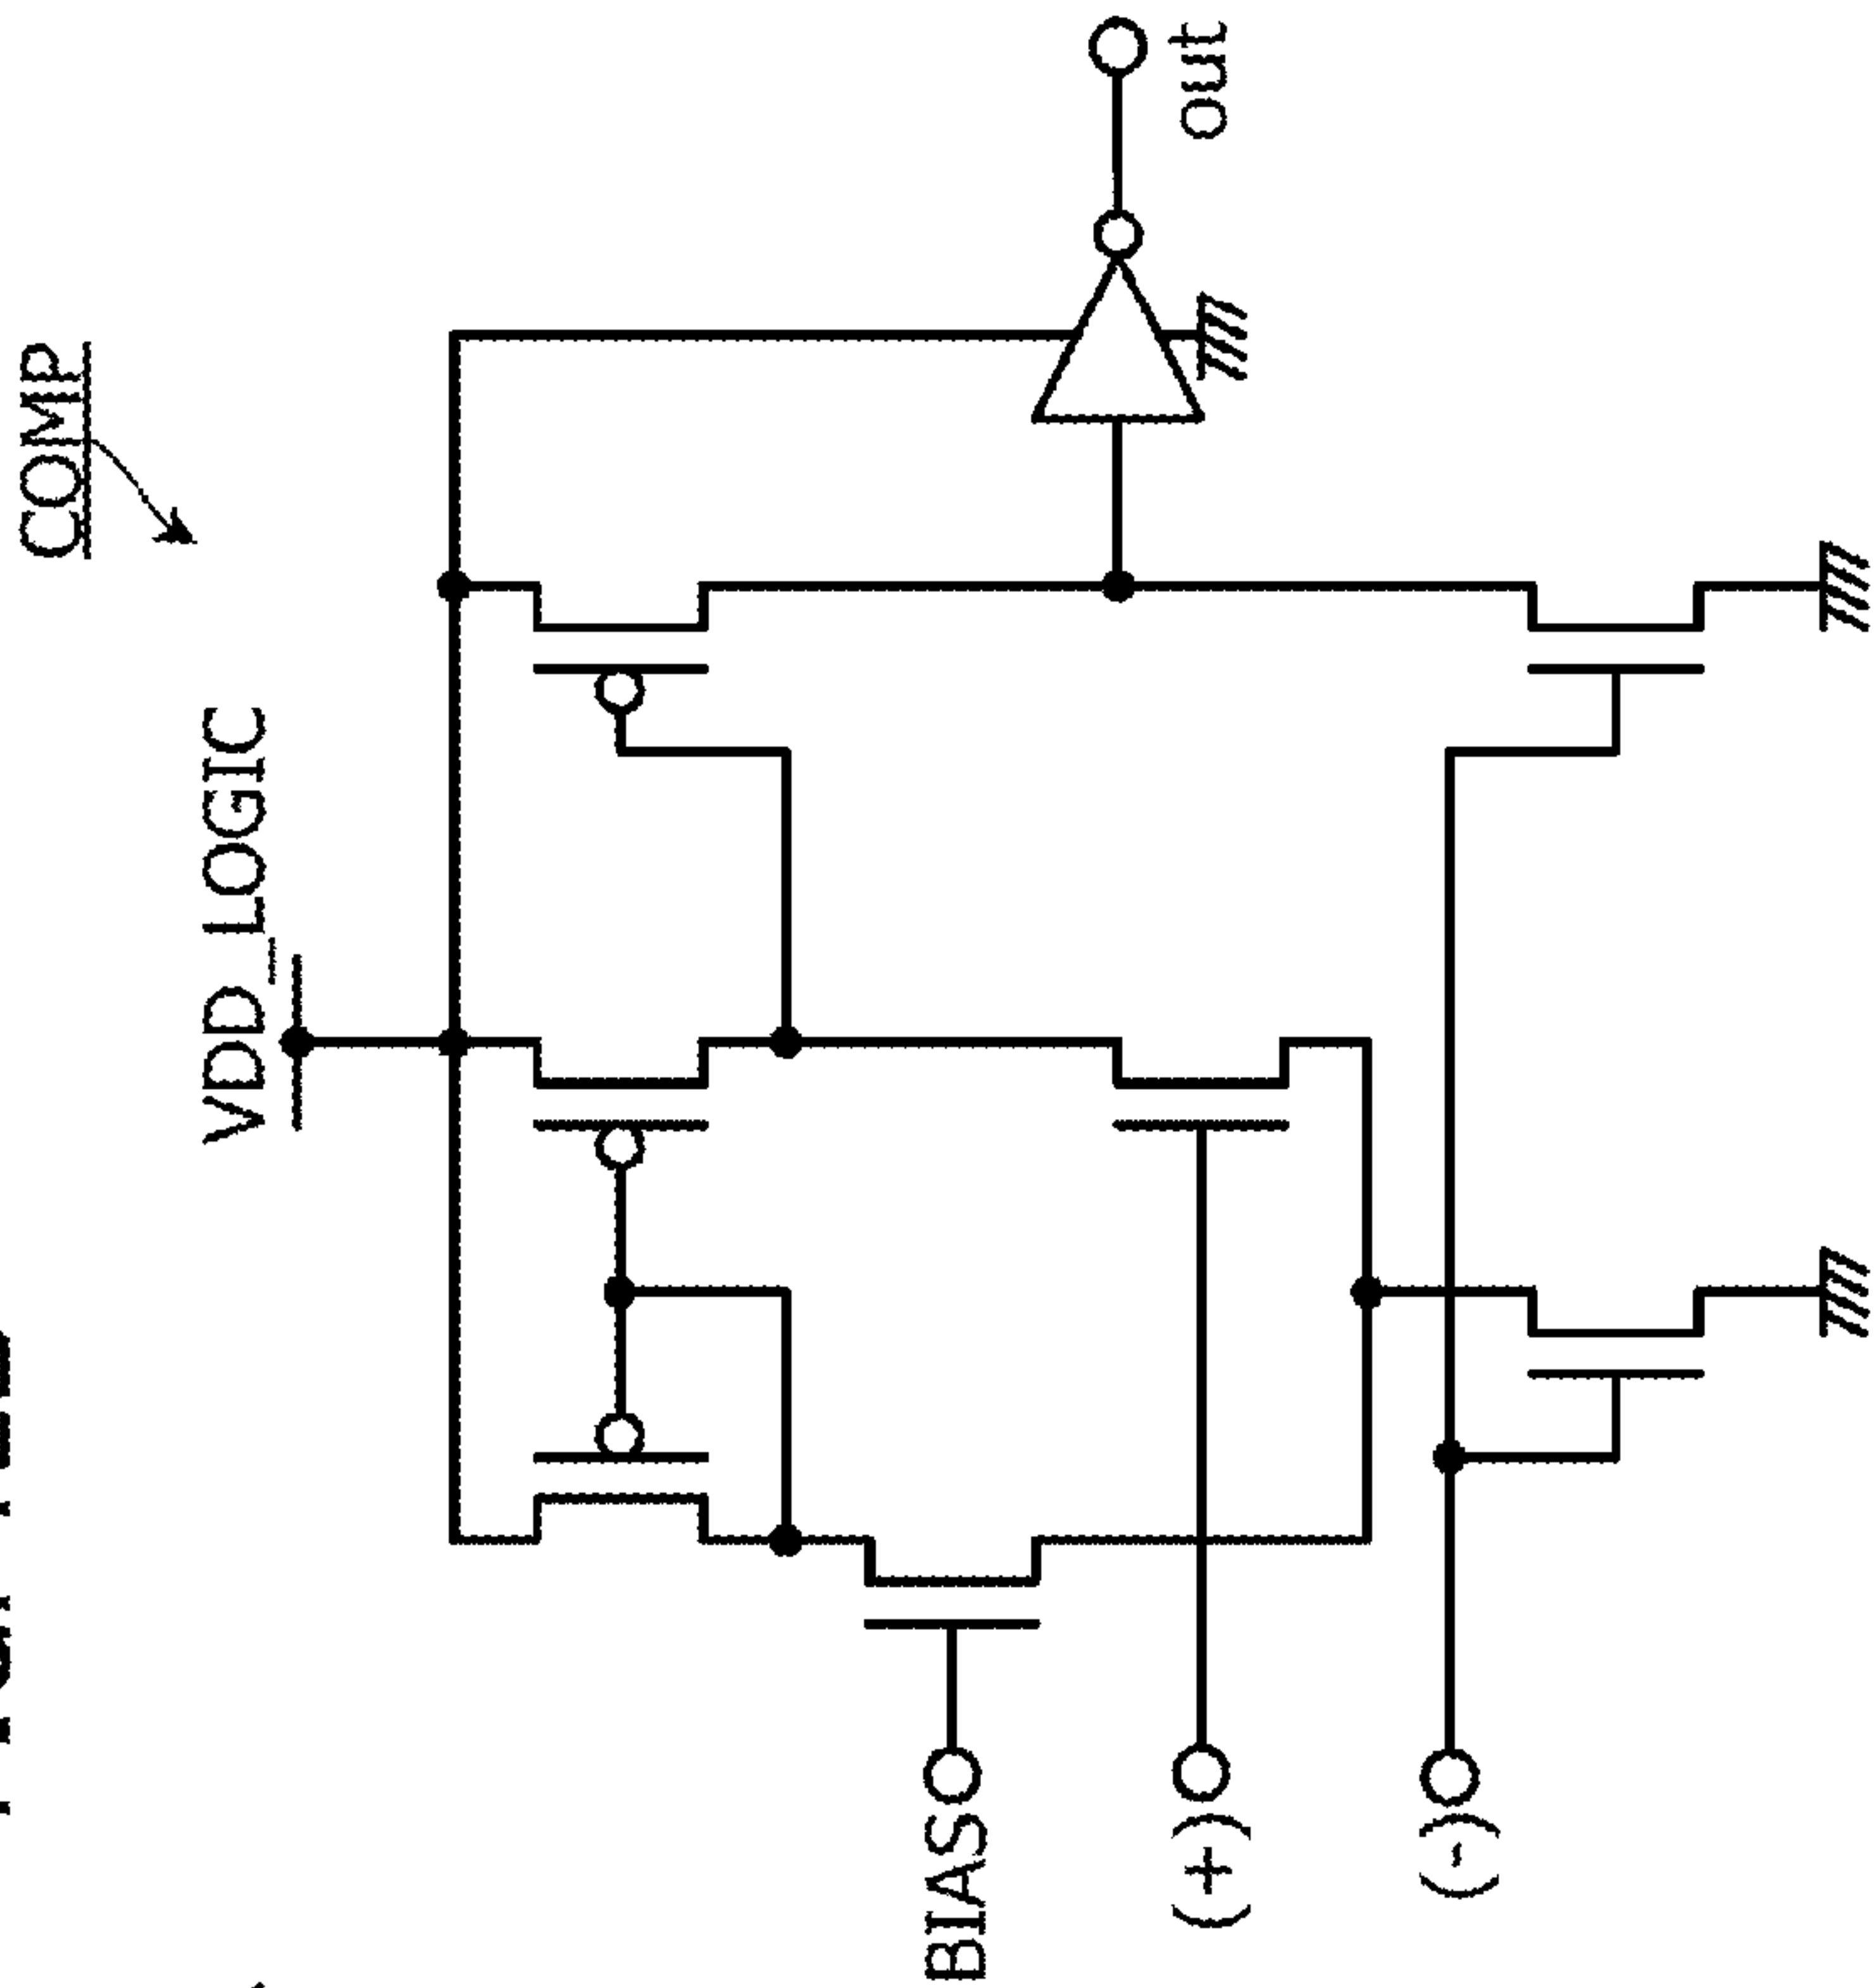 COMP
VDD_LOGIC
out
BIAS
(+)
(-)